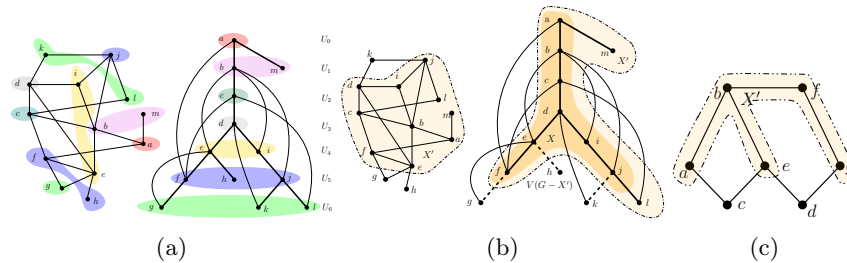 k
j
i
d
l
c
m
b
a
f
e
g
h
a U₀
b m U₁
c U₂
d U₃
e i U₄
f h j U₅
g k l U₆
k
j
i
d
l
c
m
b
a
f X′
e
g
h
a
m
b X′
c
d
e X i
f h j
V(G − X′)
g k l
b X′ f
a e
c d
(a) (b) (c)